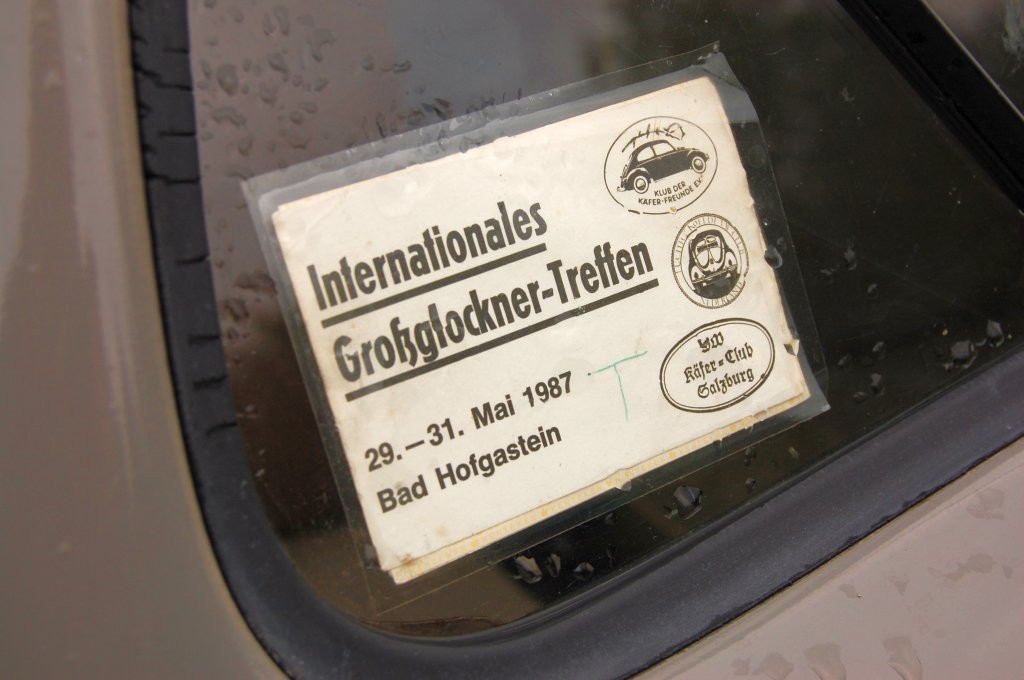 Internationales
Großglockner-Treffen
29.–31. Mai 1987
T
Bad Hofgastein
KLUB DER
KÄFER-FREUNDE E.V.
VW
Käfer=Club
Salzburg